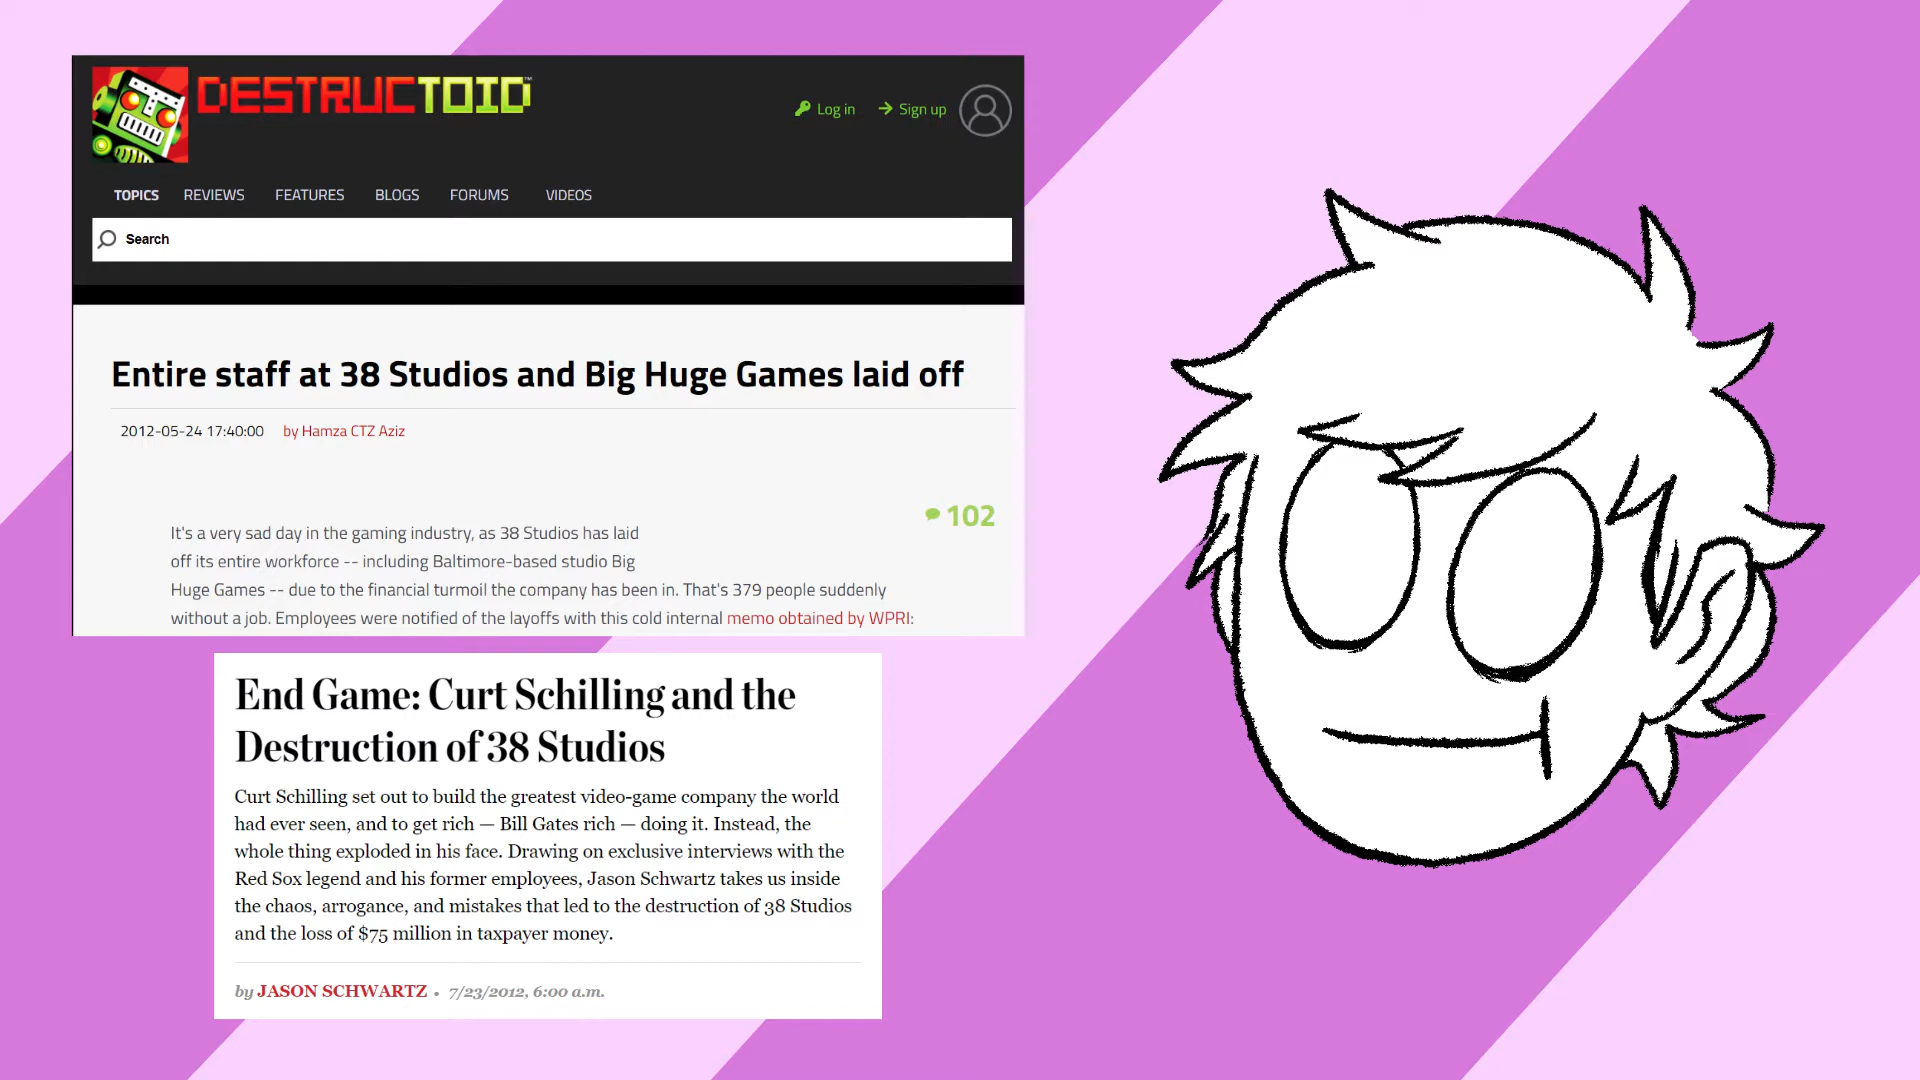 DESTRUCTOID™
Log in
Sign up
TOPICS REVIEWS FEATURES BLOGS FORUMS VIDEOS
Search
Entire staff at 38 Studios and Big Huge Games laid off
2012-05-24 17:40:00 by Hamza CTZ Aziz
102
It's a very sad day in the gaming industry, as 38 Studios has laid
off its entire workforce -- including Baltimore-based studio Big
Huge Games -- due to the financial turmoil the company has been in. That's 379 people suddenly
without a job. Employees were notified of the layoffs with this cold internal memo obtained by WPRI:
End Game: Curt Schilling and the
Destruction of 38 Studios
Curt Schilling set out to build the greatest video-game company the world
had ever seen, and to get rich — Bill Gates rich — doing it. Instead, the
whole thing exploded in his face. Drawing on exclusive interviews with the
Red Sox legend and his former employees, Jason Schwartz takes us inside
the chaos, arrogance, and mistakes that led to the destruction of 38 Studios
and the loss of $75 million in taxpayer money.
by JASON SCHWARTZ • 7/23/2012, 6:00 a.m.